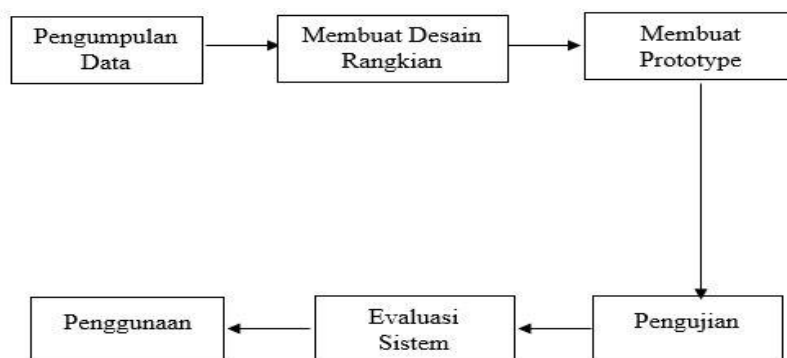 Pengumpulan
Data
Membuat Desain
Rangkian
Membuat
Prototype
Pengujian
Evaluasi
Sistem
Penggunaan